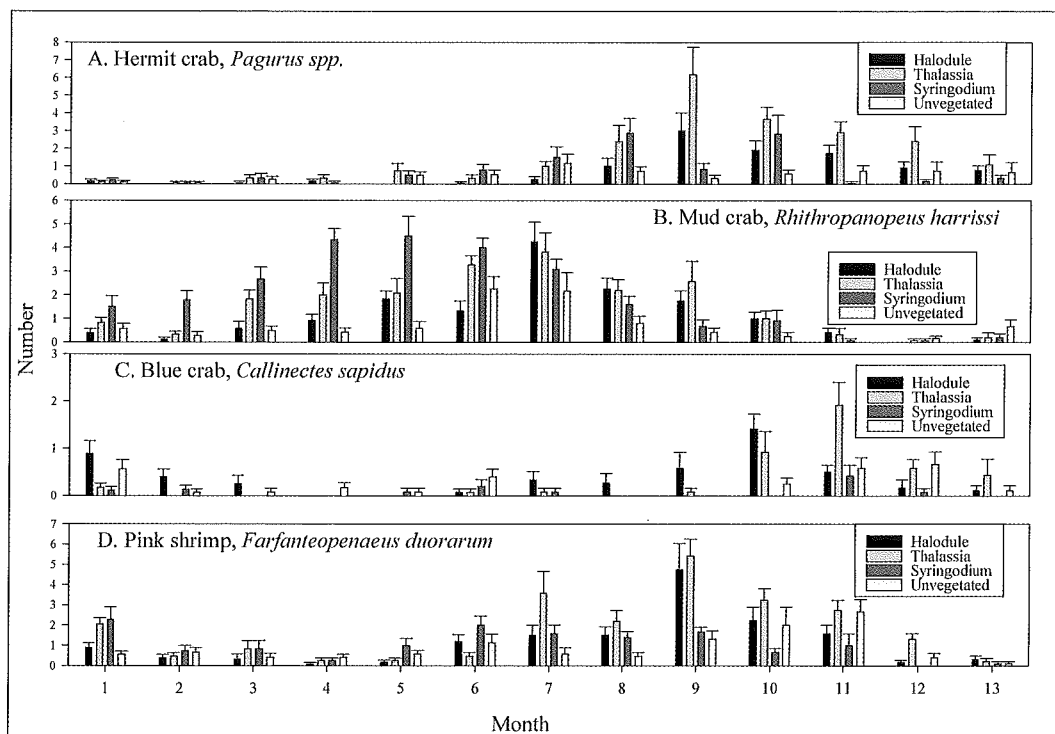 A. Hermit crab, Pagurus spp.
8
7
6
5
4
3
2
1
0
Halodule
Thalassia
Syringodium
Unvegetated
B. Mud crab, Rhithropanopeus harrissi
6
5
4
3
2
1
0
Halodule
Thalassia
Syringodium
Unvegetated
Number
C. Blue crab, Callinectes sapidus
3
2
1
0
Halodule
Thalassia
Syringodium
Unvegetated
D. Pink shrimp, Farfanteopenaeus duorarum
7
6
5
4
3
2
1
0
Halodule
Thalassia
Syringodium
Unvegetated
1 2 3 4 5 6 7 8 9 10 11 12 13
Month